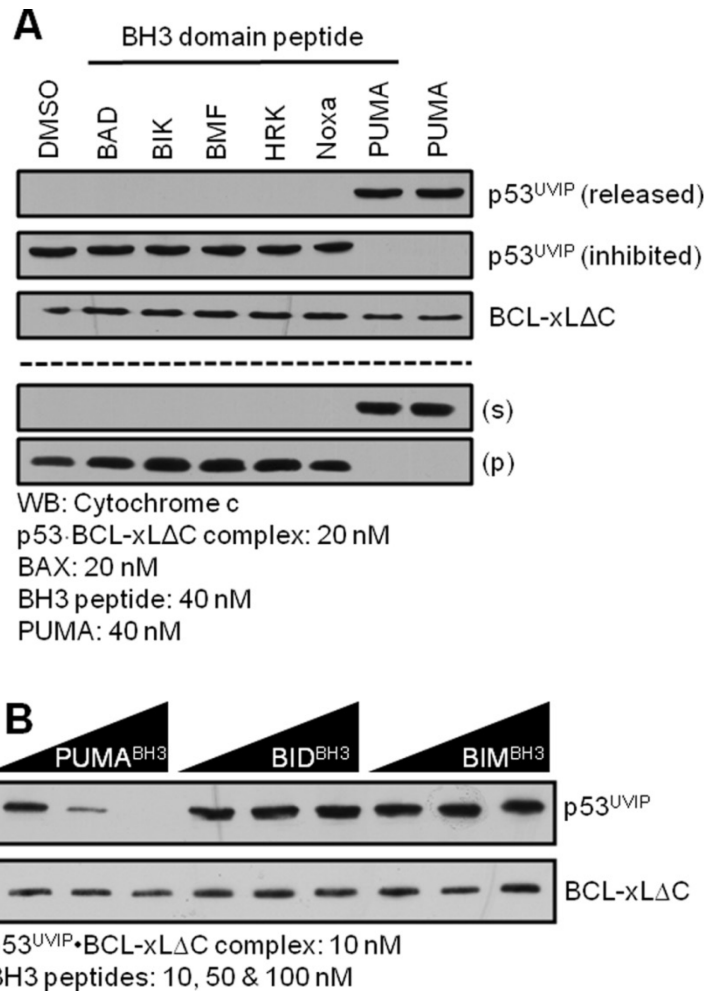 A
BH3 domain peptide
DMSO
BAD
BIK
BMF
HRK
Noxa
PUMA
PUMA
p53UVIP (released)
p53UVIP (inhibited)
BCL-xLΔC
(s)
(p)
WB: Cytochrome c
p53·BCL-xLΔC complex: 20 nM
BAX: 20 nM
BH3 peptide: 40 nM
PUMA: 40 nM
B
PUMABH3 BIDBH3 BIMBH3
p53UVIP
BCL-xLΔC
53UVIP•BCL-xLΔC complex: 10 nM
BH3 peptides: 10, 50 & 100 nM